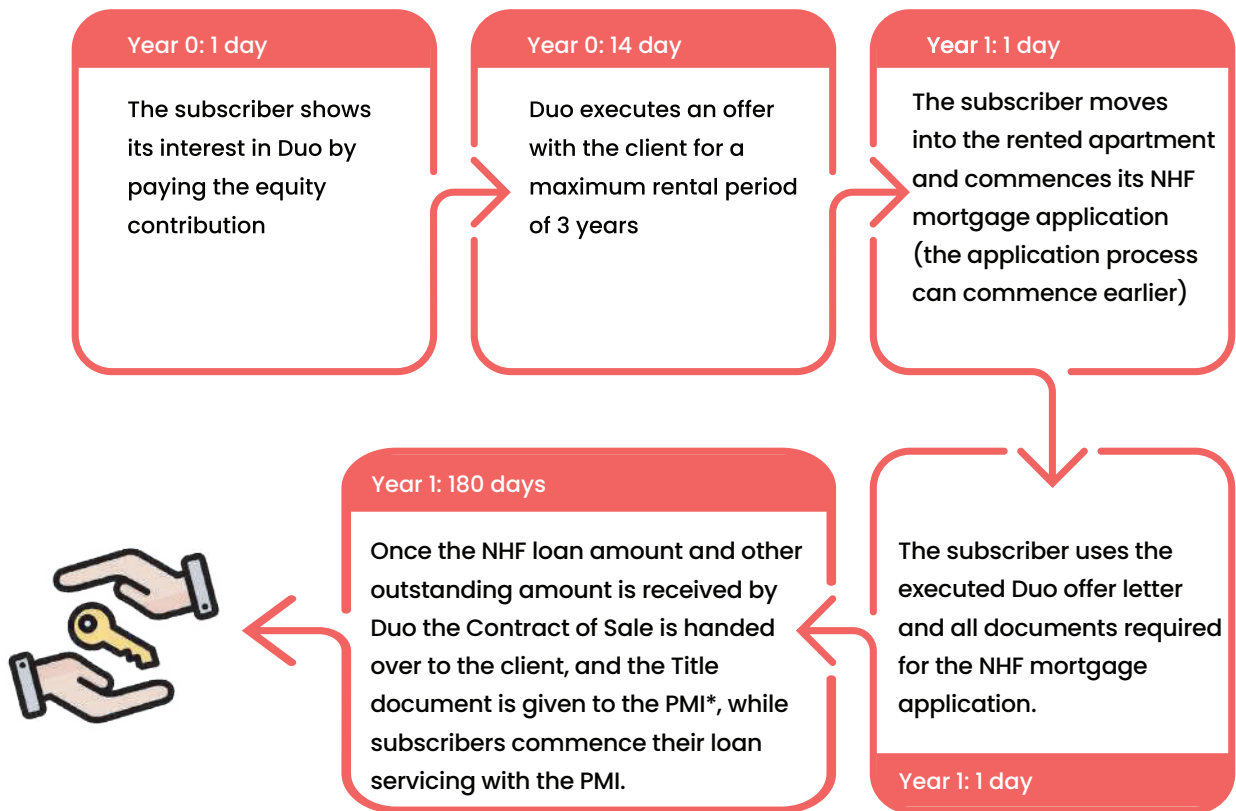 Year 0: 1 day
The subscriber shows
its interest in Duo by
paying the equity
contribution
Year 0: 14 day
Duo executes an offer
with the client for a
maximum rental period
of 3 years
Year 1: 1 day
The subscriber moves
into the rented apartment
and commences its NHF
mortgage application
(the application process
can commence earlier)
The subscriber uses the
executed Duo offer letter
and all documents required
for the NHF mortgage
application.
Year 1: 1 day
Year 1: 180 days
Once the NHF loan amount and other
outstanding amount is received by
Duo the Contract of Sale is handed
over to the client, and the Title
document is given to the PMI*, while
subscribers commence their loan
servicing with the PMI.